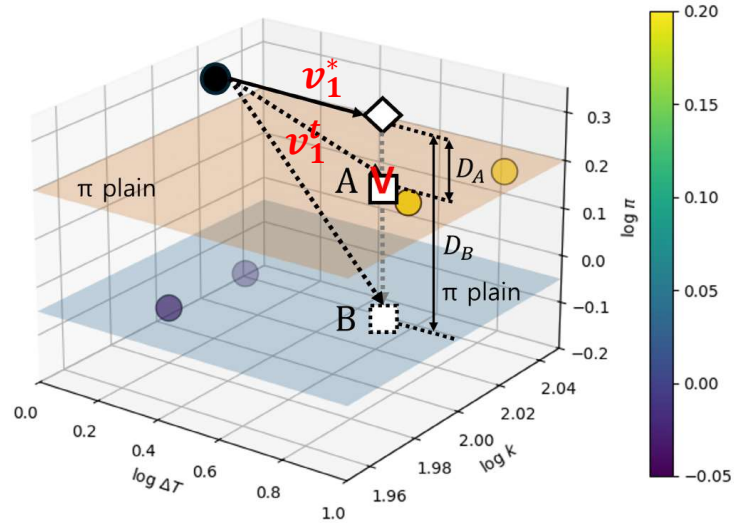 0.20
0.15
0.10
0.05
0.00
−0.05
v₁*
v₁ᵗ
π plain
A
V
D_A
D_B
π plain
B
0.3
0.2
0.1
0.0
−0.1
−0.2
log π
0.0
0.2
0.4
0.6
0.8
1.0
log ΔT
1.96
1.98
2.00
2.02
2.04
log k